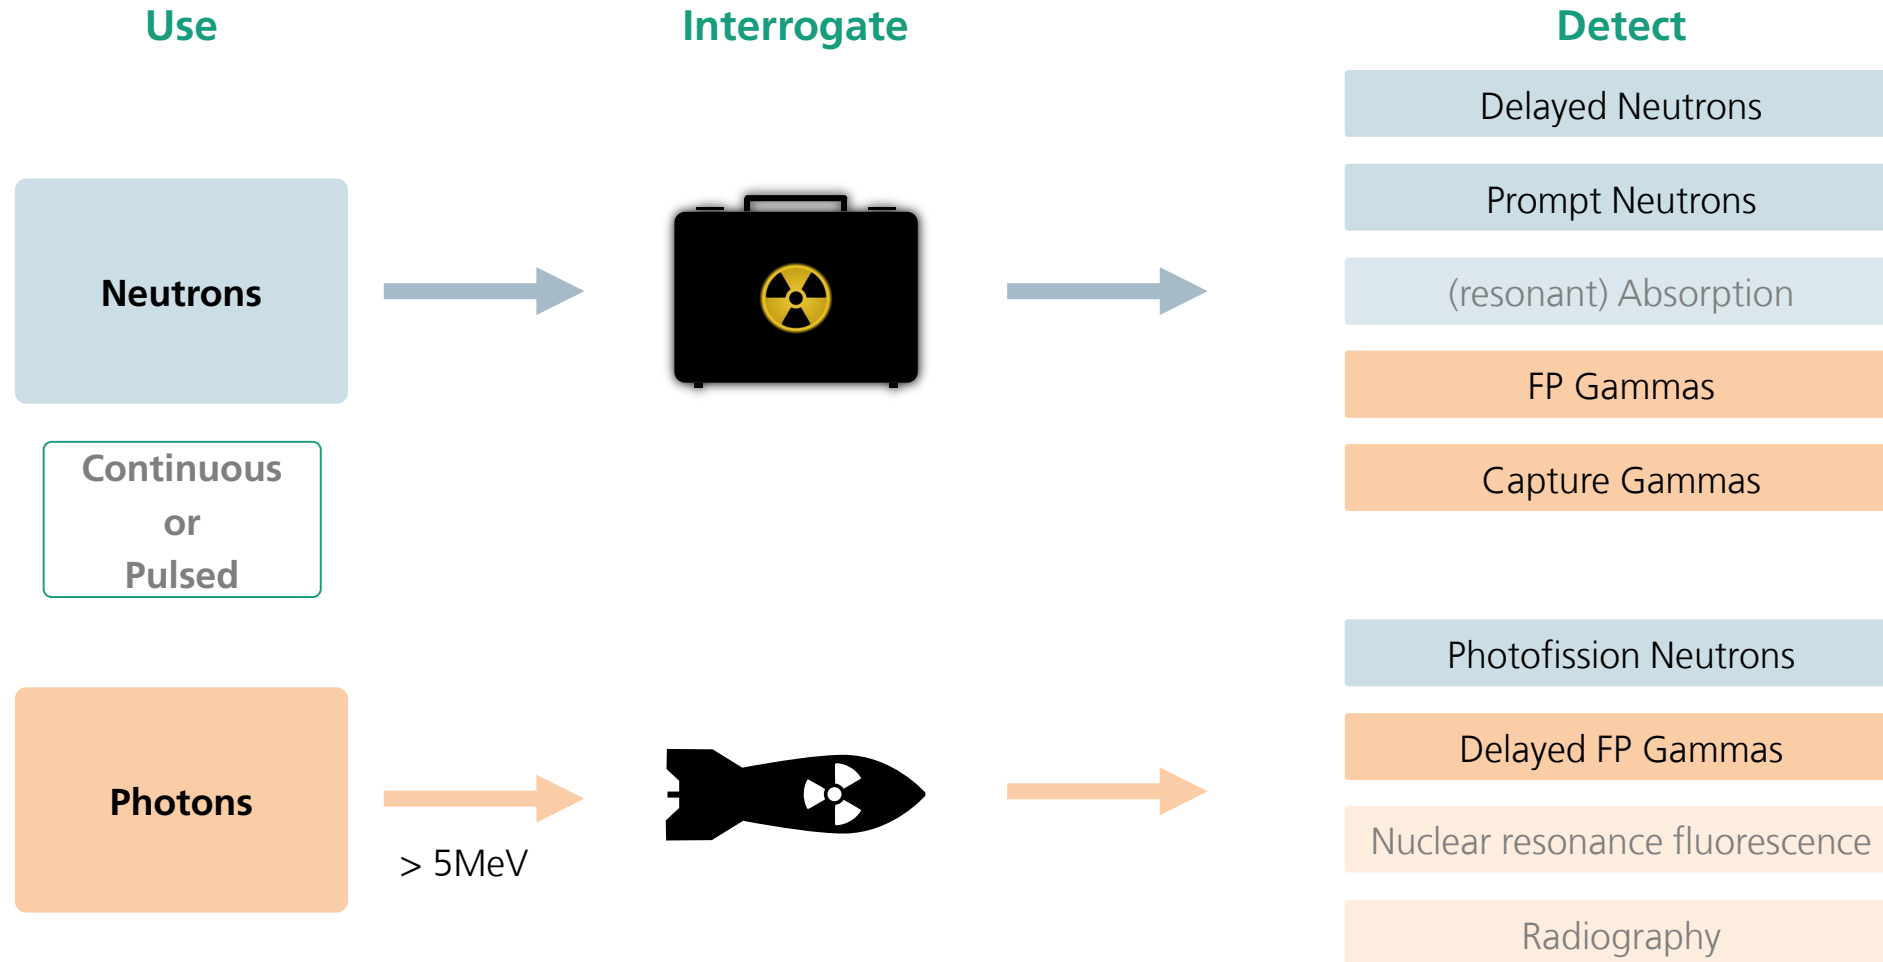 Use
Interrogate
Detect
Neutrons
Continuous
or
Pulsed
Delayed Neutrons
Prompt Neutrons
(resonant) Absorption
FP Gammas
Capture Gammas
Photons
> 5MeV
Photofission Neutrons
Delayed FP Gammas
Nuclear resonance fluorescence
Radiography